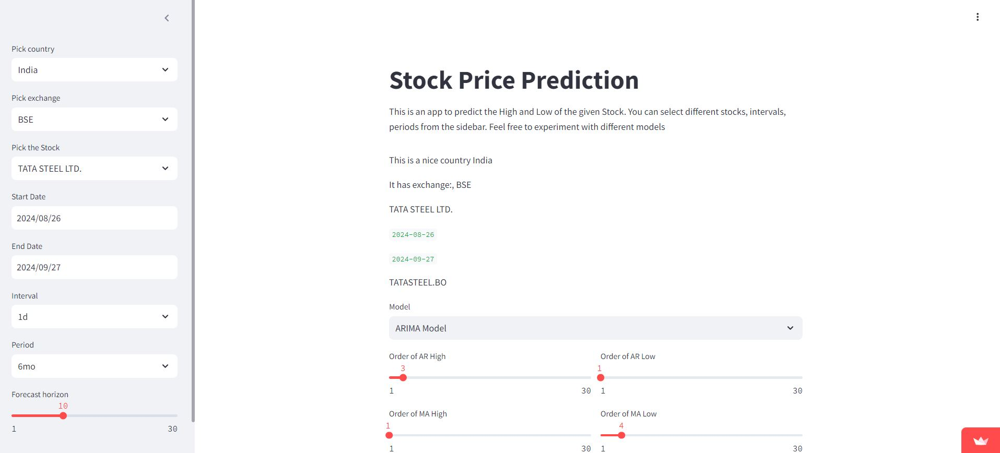 Pick country
India
Pick exchange
BSE
Pick the Stock
TATA STEEL LTD.
Start Date
2024/08/26
End Date
2024/09/27
Interval
1d
Period
6mo
Forecast horizon
10
1 30
Stock Price Prediction
This is an app to predict the High and Low of the given Stock. You can select different stocks, intervals,
periods from the sidebar. Feel free to experiment with different models
This is a nice country India
It has exchange:, BSE
TATA STEEL LTD.
2024-08-26
2024-09-27
TATASTEEL.BO
Model
ARIMA Model
Order of AR High
3
1 30
Order of AR Low
1
1 30
Order of MA High
1
1 30
Order of MA Low
4
1 30